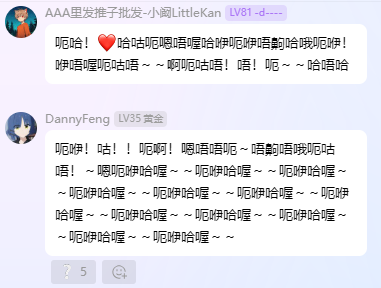 AAA里发推子批发-小阚LittleKan LV81 -d----
呃哈！❤️哈咕呃嗯唔喔哈咿呃咿唔齁哈哦呃咿！
咿唔喔呃咕唔～～啊呃咕唔！唔！呃～～哈唔哈
DannyFeng LV35 黄金
呃咿！咕！！呃啊！嗯唔唔呃～唔齁唔哦呃咕
唔！～嗯呃咿哈喔～～呃咿哈喔～～呃咿哈喔～
～呃咿哈喔～～呃咿哈喔～～呃咿哈喔～～呃咿
哈喔～～呃咿哈喔～～呃咿哈喔～～呃咿哈喔～
～呃咿哈喔～～呃咿哈喔～～
❔ 5